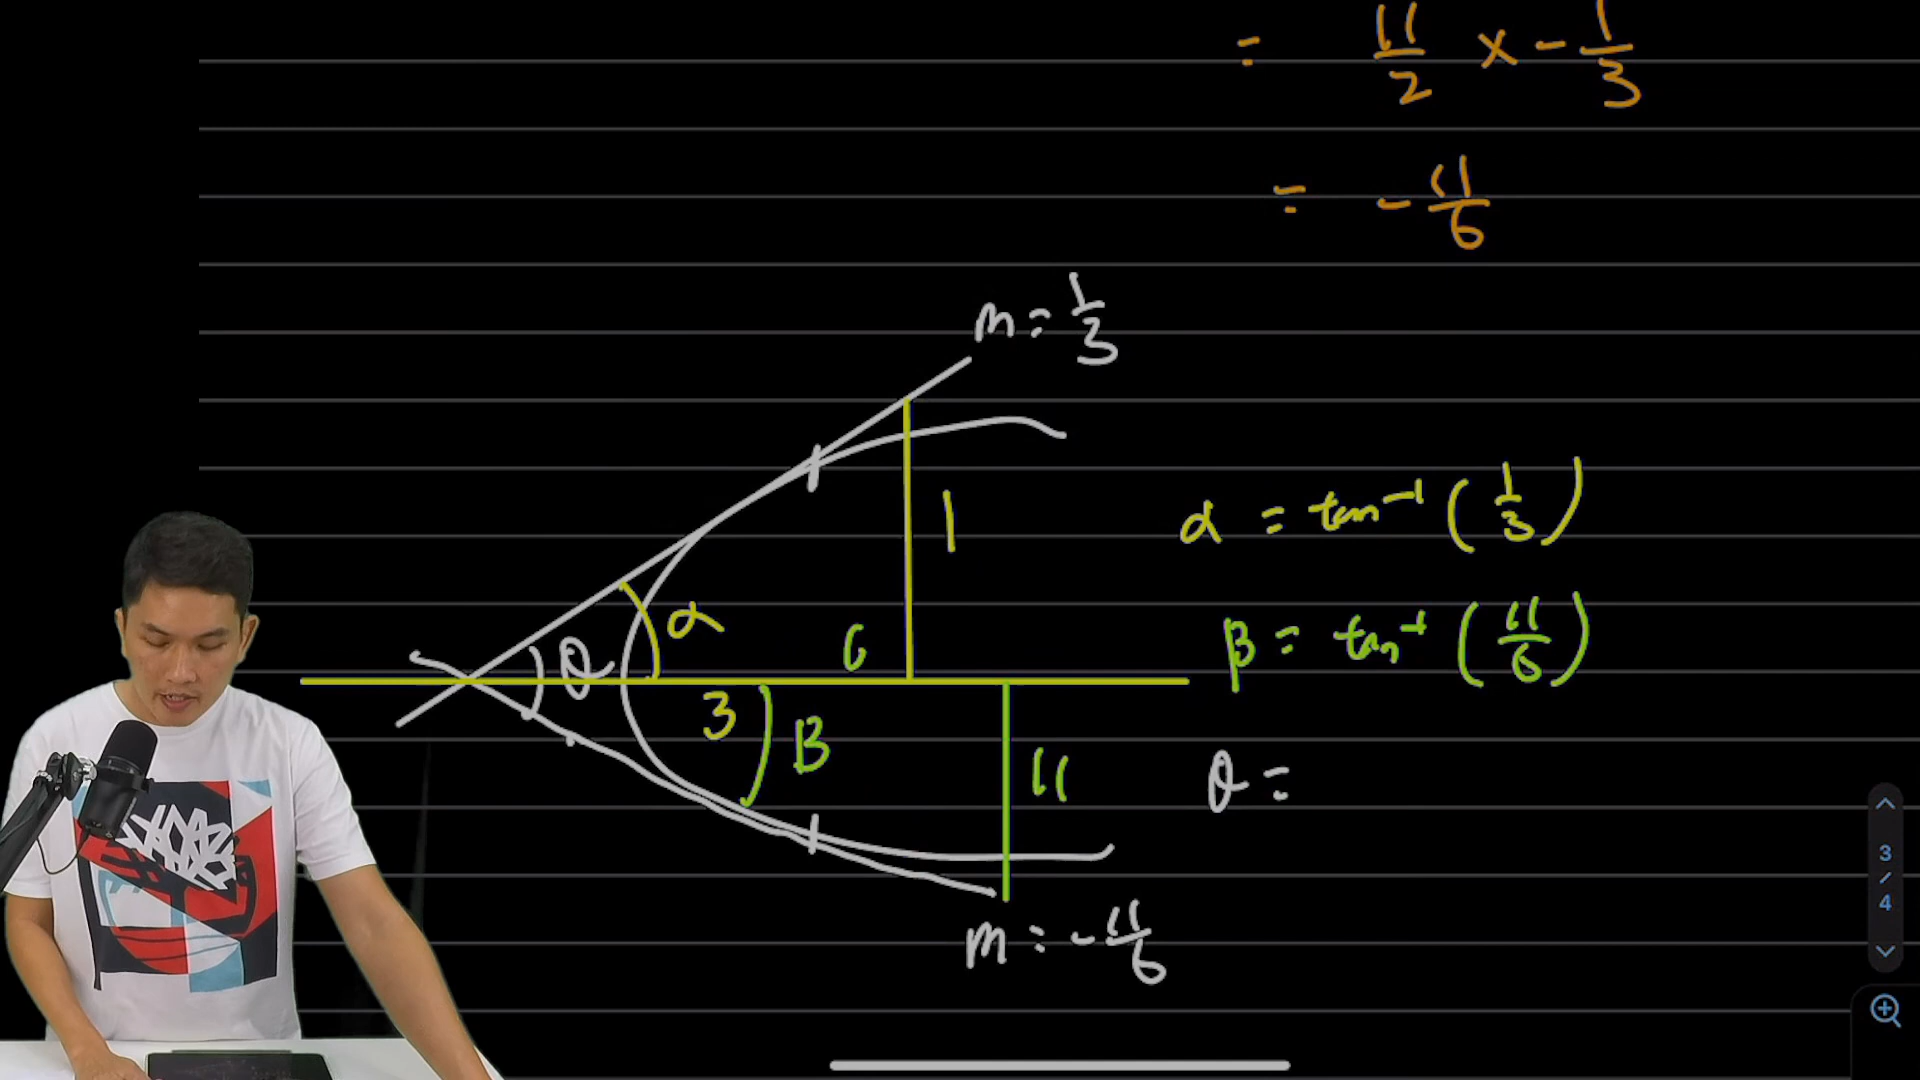 = 11/2 × - 1/3
= - 11/6
m = 1/3
1
α = tan⁻¹ (1/3)
α
θ
6
β = tan⁻¹ (11/6)
3
β
11
θ =
m = - 11/6
3
/
4